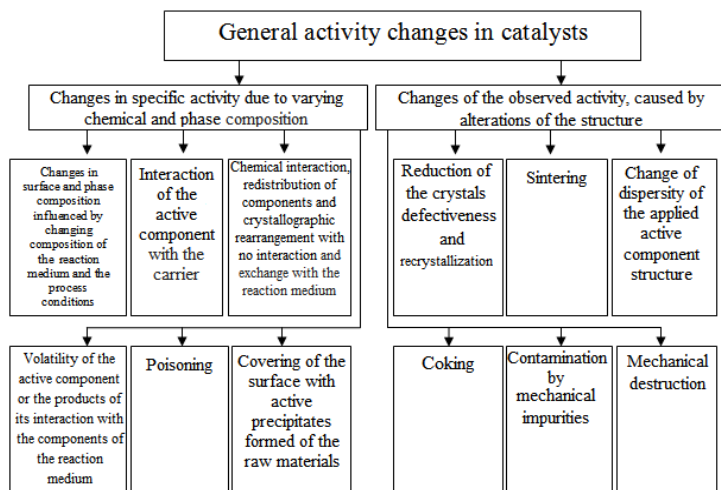 General activity changes in catalysts
Changes in specific activity due to varying
chemical and phase composition
Changes of the observed activity, caused by
alterations of the structure
Changes in
surface and phase
composition
influenced by
changing
composition of
the reaction
medium and the
process
conditions
Interaction
of the
active
component
with the
carrier
Chemical interaction,
redistribution of
components and
crystallographic
rearrangement with
no interaction and
exchange with the
reaction medium
Reduction of
the crystals
defectiveness
and
recrystallization
Sintering
Change of
dispersity of
the applied
active
component
structure
Volatility of the
active component
or the products of
its interaction with
the components of
the reaction
medium
Poisoning
Covering of the
surface with
active
precipitates
formed of the
raw materials
Coking
Contamination
by
mechanical
impurities
Mechanical
destruction